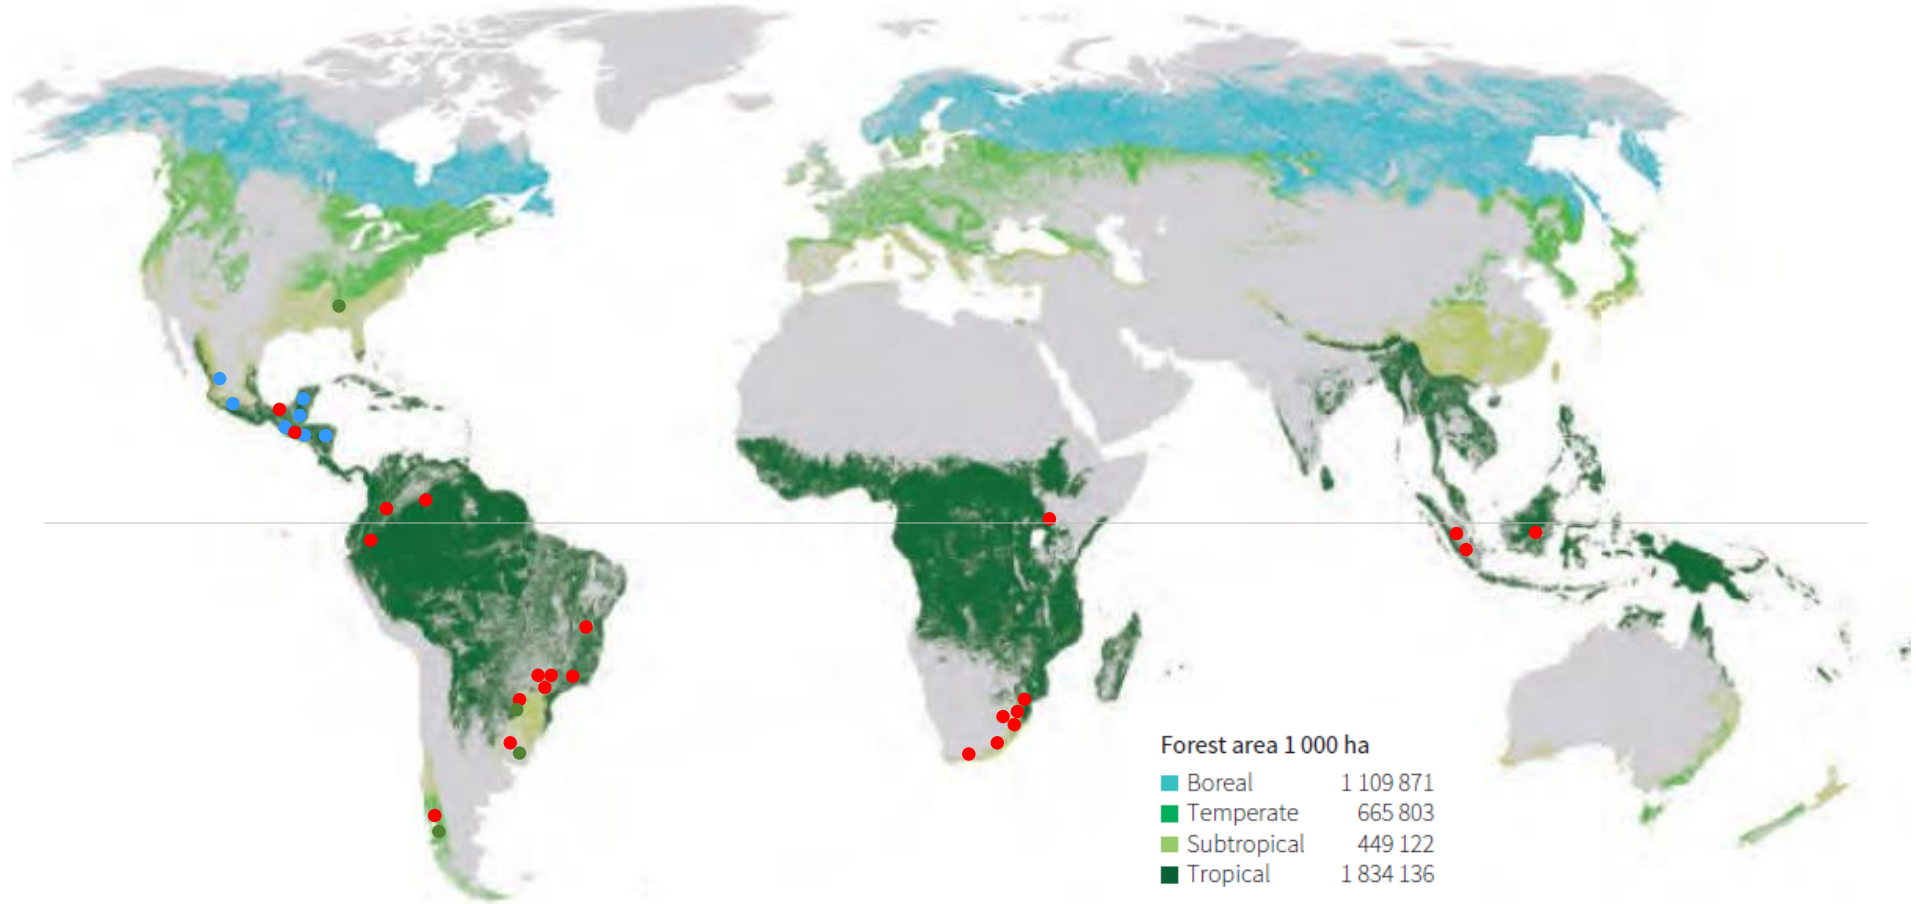 Forest area 1 000 ha
Boreal 1 109 871
Temperate 665 803
Subtropical 449 122
Tropical 1 834 136